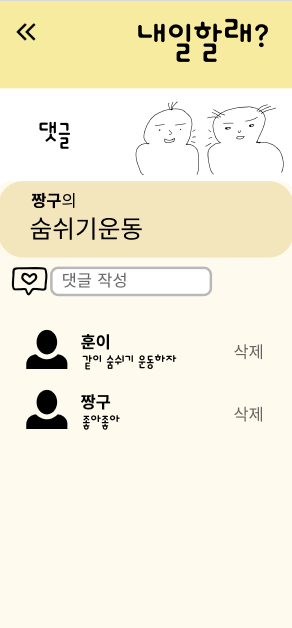 내일할래?
댓글
짱구의
숨쉬기운동
댓글 작성
훈이
같이 숨쉬기 운동하자
삭제
짱구
좋아좋아
삭제